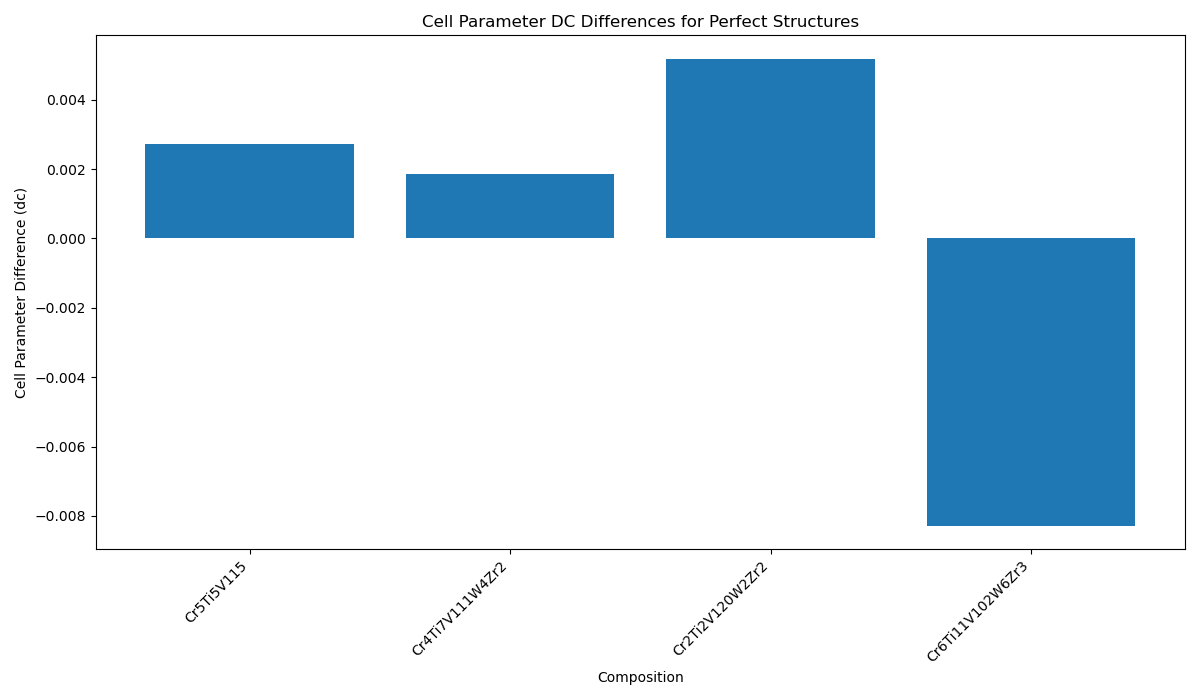 Cell Parameter DC Differences for Perfect Structures
Cell Parameter Difference (dc)
0.004
0.002
0.000
−0.002
−0.004
−0.006
−0.008
Cr5Ti5V115
Cr4Ti7V111W4Zr2
Cr2Ti2V120W2Zr2
Cr6Ti11V102W6Zr3
Composition